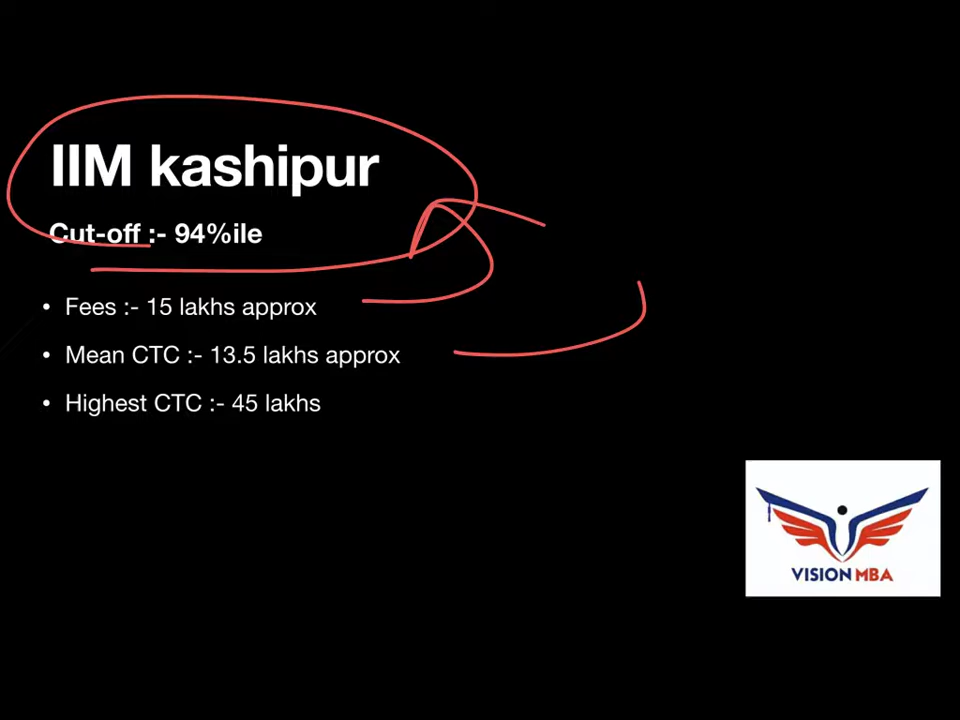 IIM kashipur
Cut-off :- 94%ile
• Fees :- 15 lakhs approx
• Mean CTC :- 13.5 lakhs approx
• Highest CTC :- 45 lakhs
VISION MBA